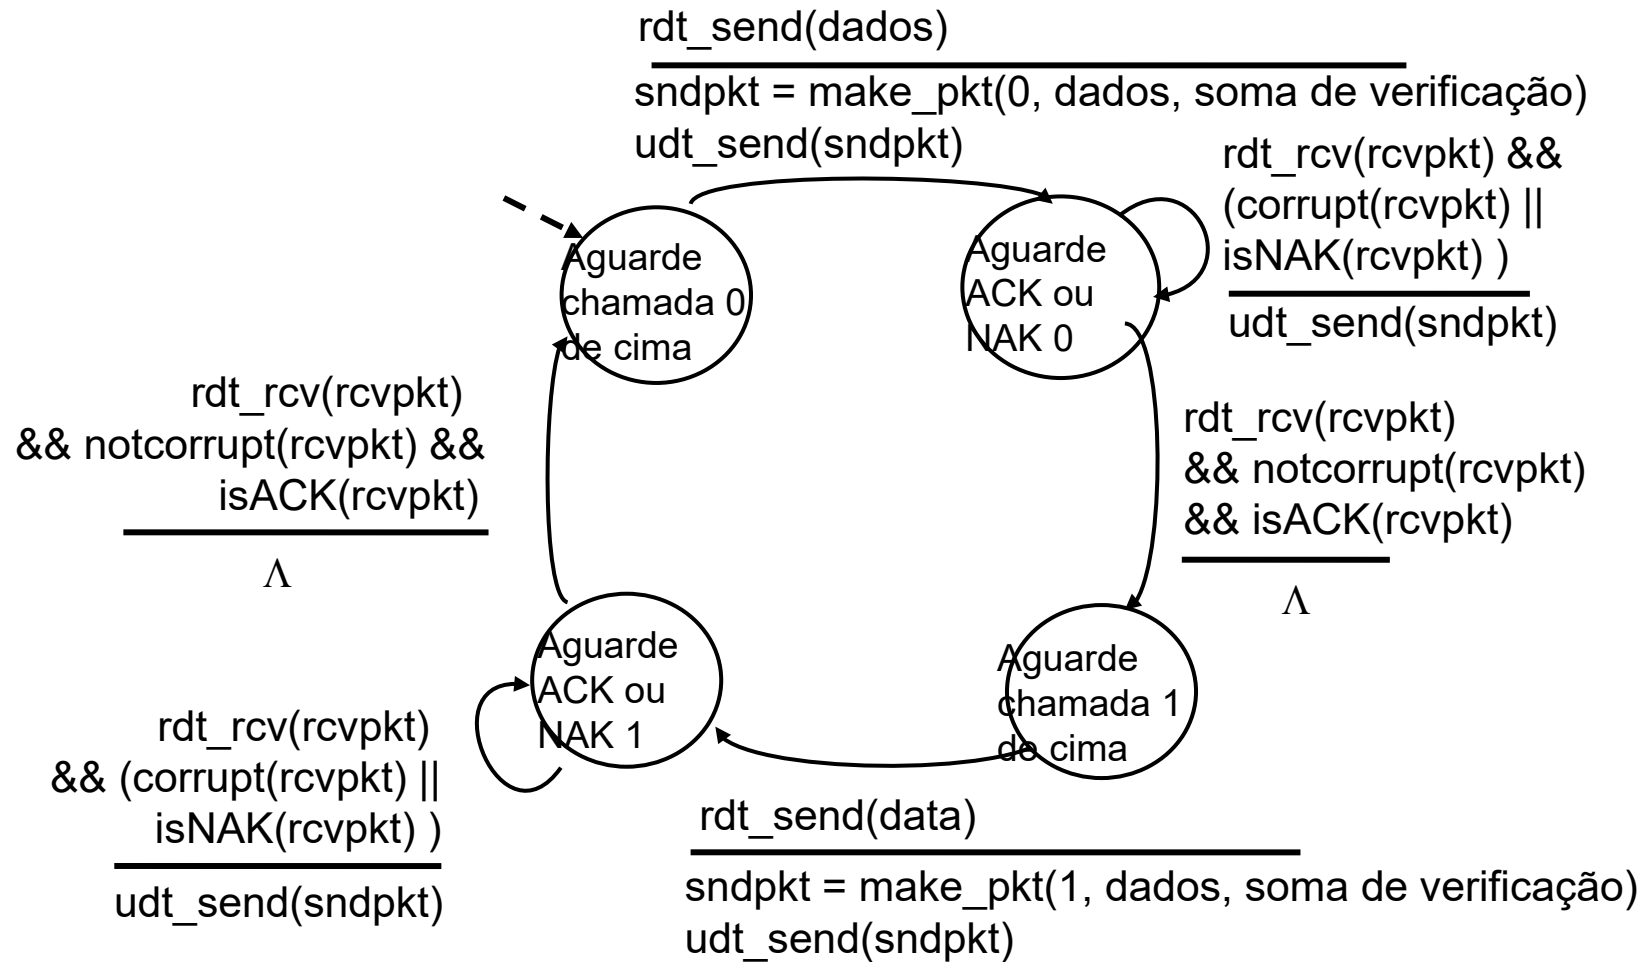 rdt_send(dados)
sndpkt = make_pkt(0, dados, soma de verificação)
udt_send(sndpkt)
rdt_rcv(rcvpkt) &&
(corrupt(rcvpkt) ||
isNAK(rcvpkt) )
udt_send(sndpkt)
Aguarde
chamada 0
de cima
Aguarde
ACK ou
NAK 0
rdt_rcv(rcvpkt)
&& notcorrupt(rcvpkt) &&
isACK(rcvpkt)
Λ
rdt_rcv(rcvpkt)
&& notcorrupt(rcvpkt)
&& isACK(rcvpkt)
Λ
Aguarde
ACK ou
NAK 1
Aguarde
chamada 1
de cima
rdt_rcv(rcvpkt)
&& (corrupt(rcvpkt) ||
isNAK(rcvpkt) )
udt_send(sndpkt)
rdt_send(data)
sndpkt = make_pkt(1, dados, soma de verificação)
udt_send(sndpkt)